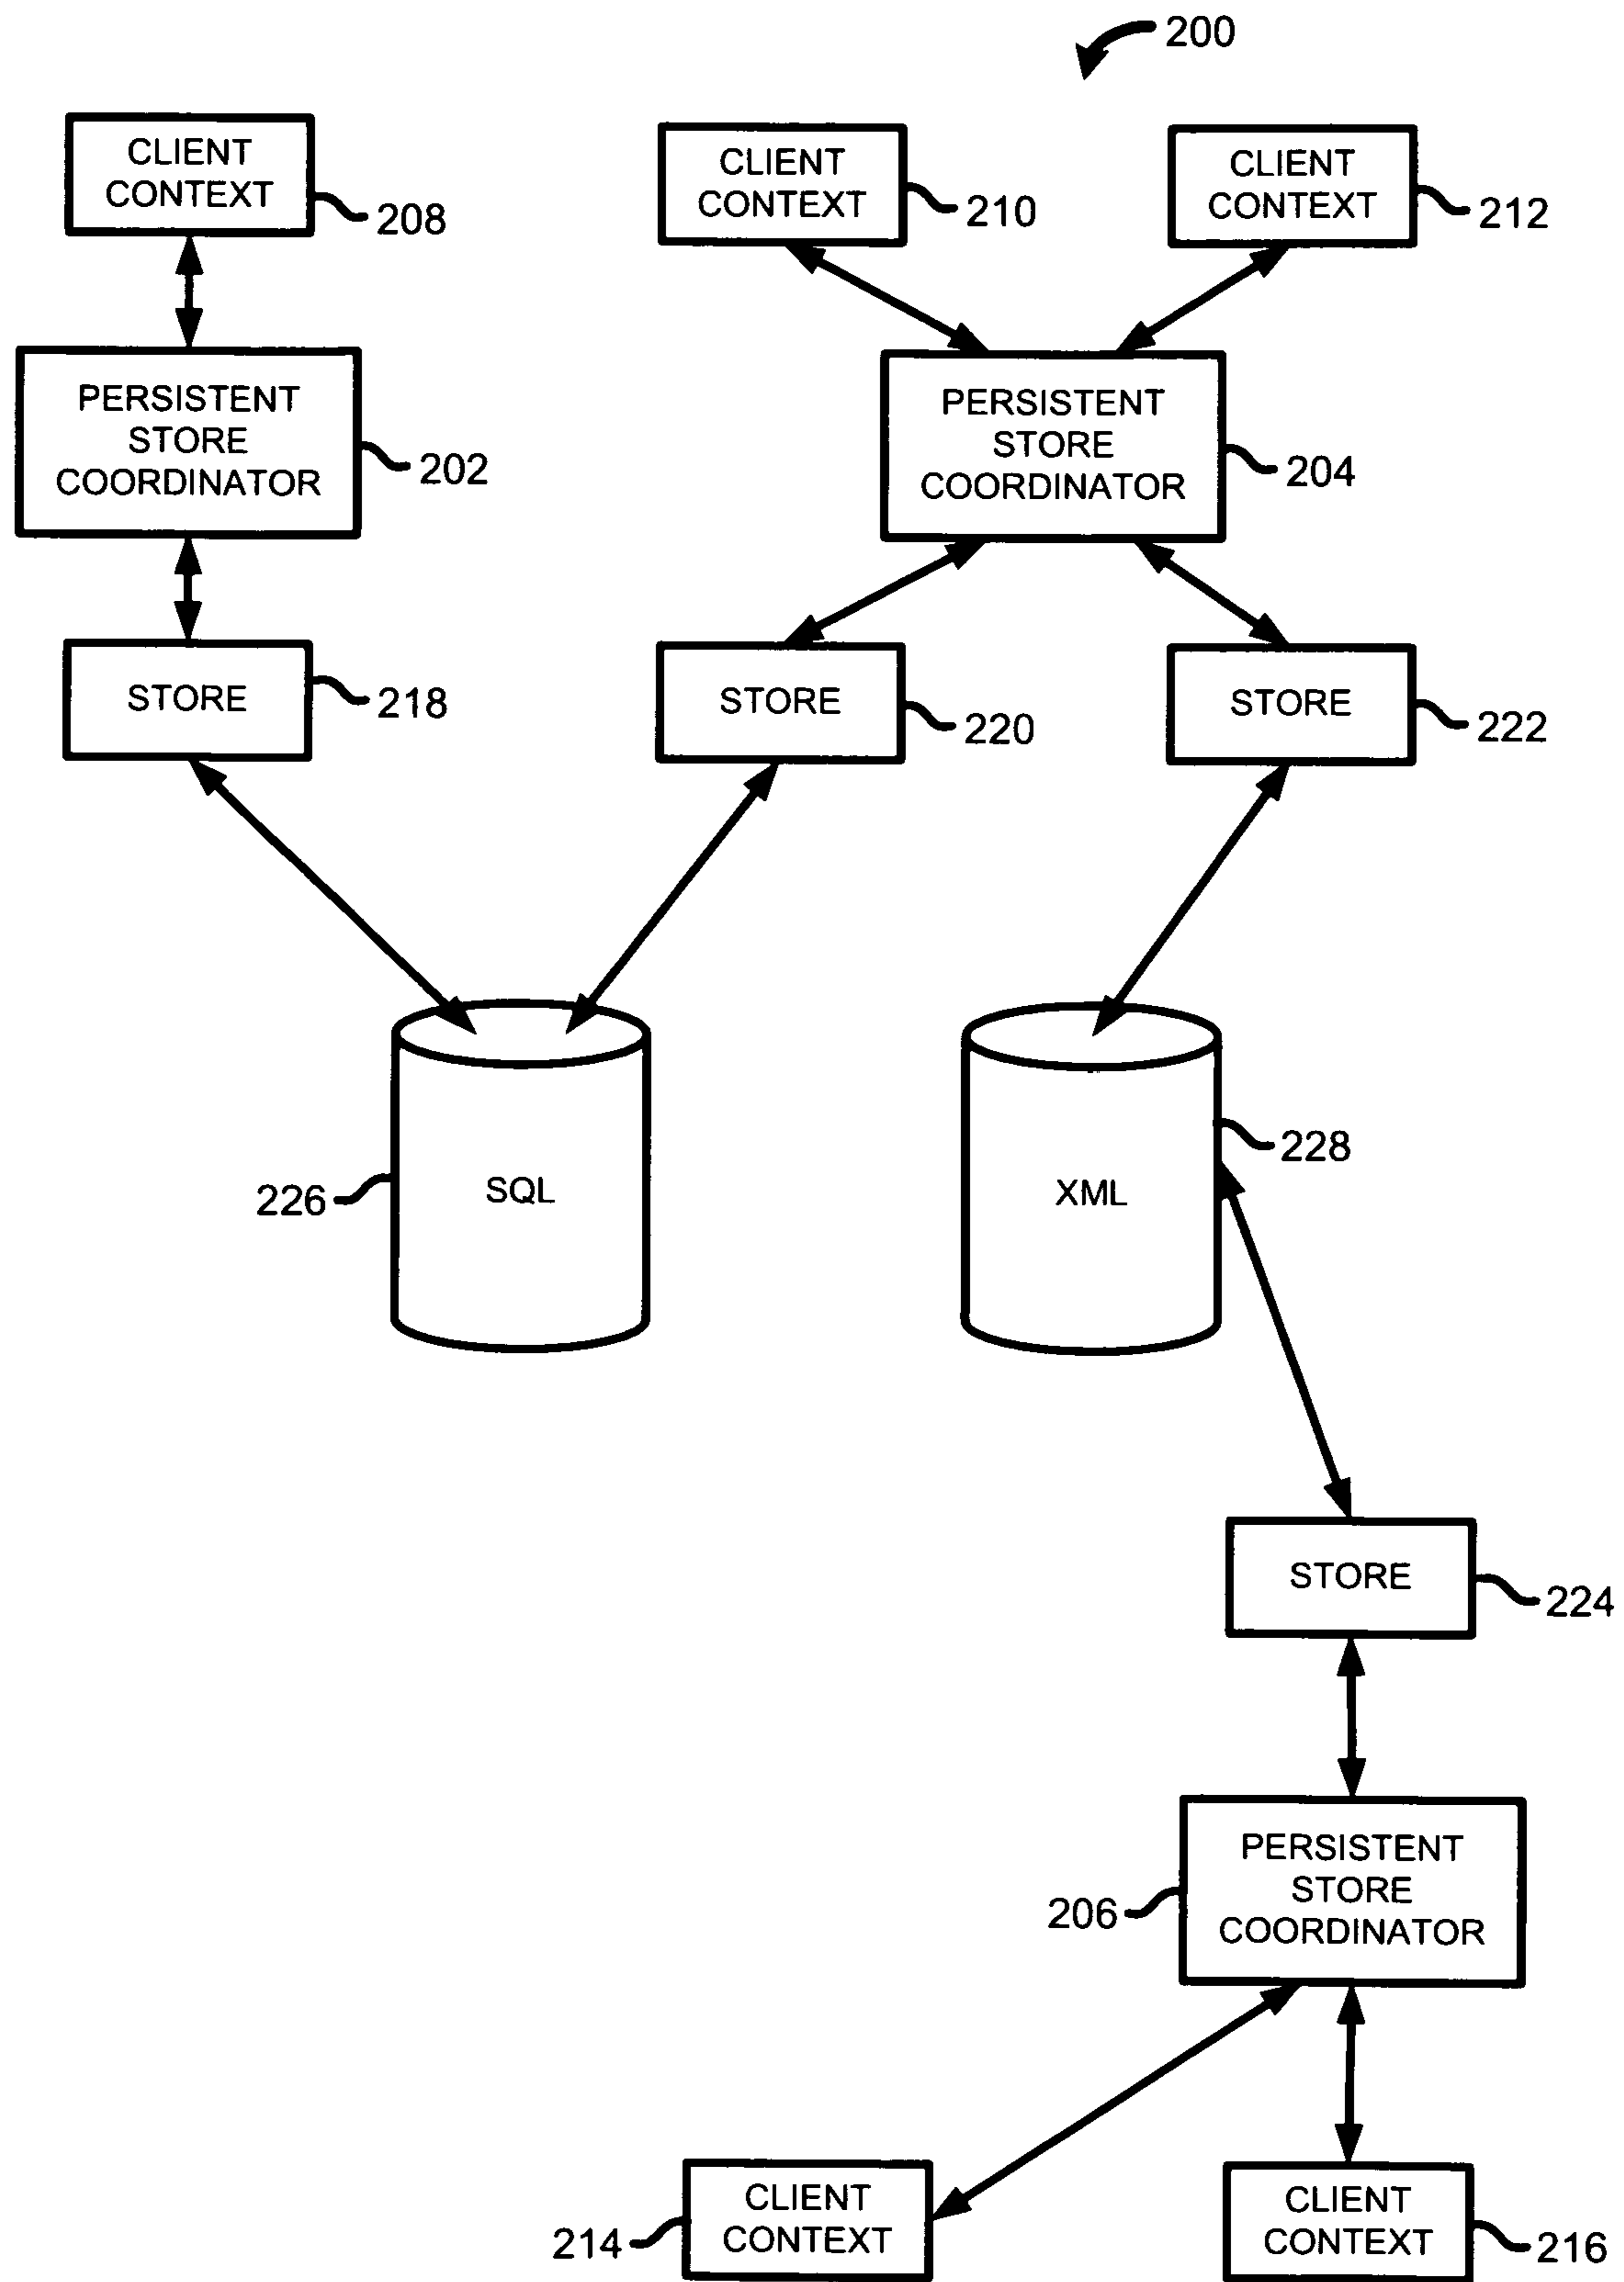 200
CLIENT
CONTEXT
208
CLIENT
CONTEXT
210
CLIENT
CONTEXT
212
PERSISTENT
STORE
COORDINATOR
202
PERSISTENT
STORE
COORDINATOR
204
STORE
218
STORE
220
STORE
222
SQL
226
XML
228
STORE
224
PERSISTENT
STORE
COORDINATOR
206
CLIENT
CONTEXT
214
CLIENT
CONTEXT
216